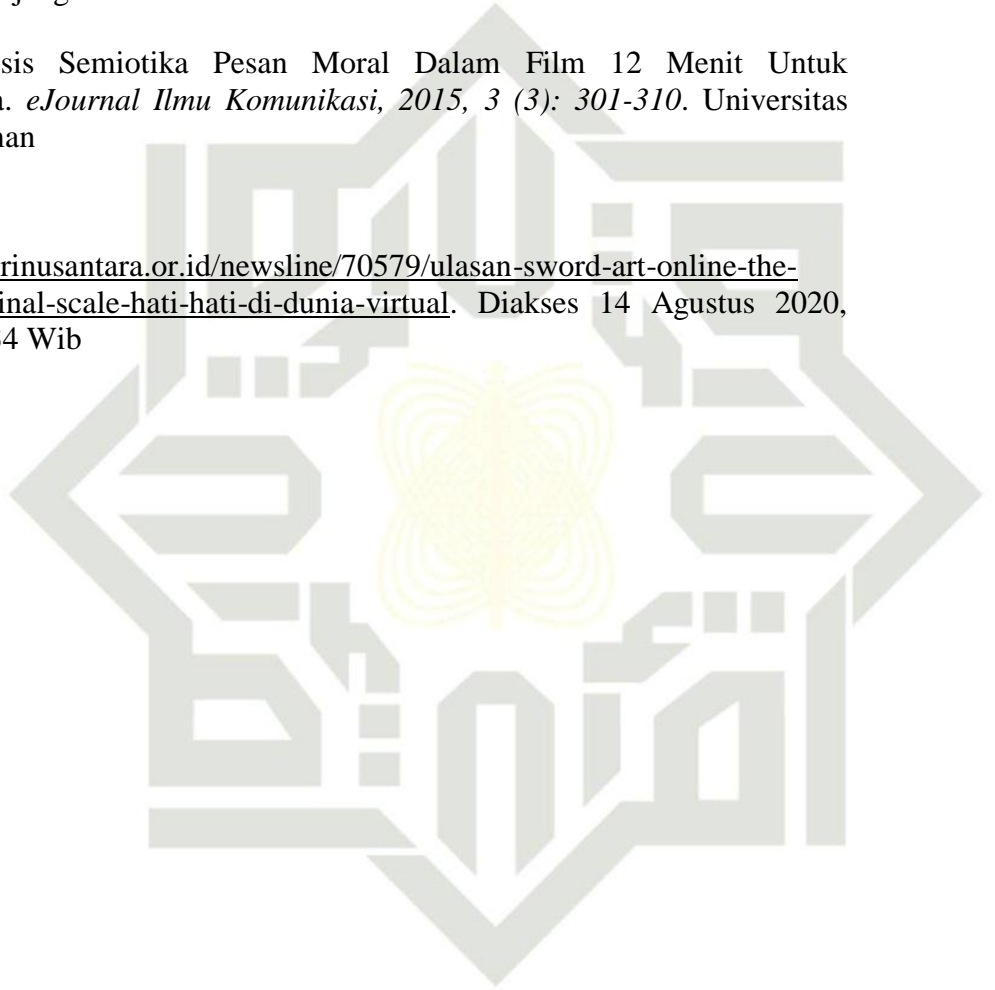 sis Semiotika Pesan Moral Dalam Film 12 Menit Untuk
a. eJournal Ilmu Komunikasi, 2015, 3 (3): 301-310. Universitas
nan
rinusantara.or.id/newsline/70579/ulasan-sword-art-online-the-
inal-scale-hati-hati-di-dunia-virtual. Diakses 14 Agustus 2020,
34 Wib